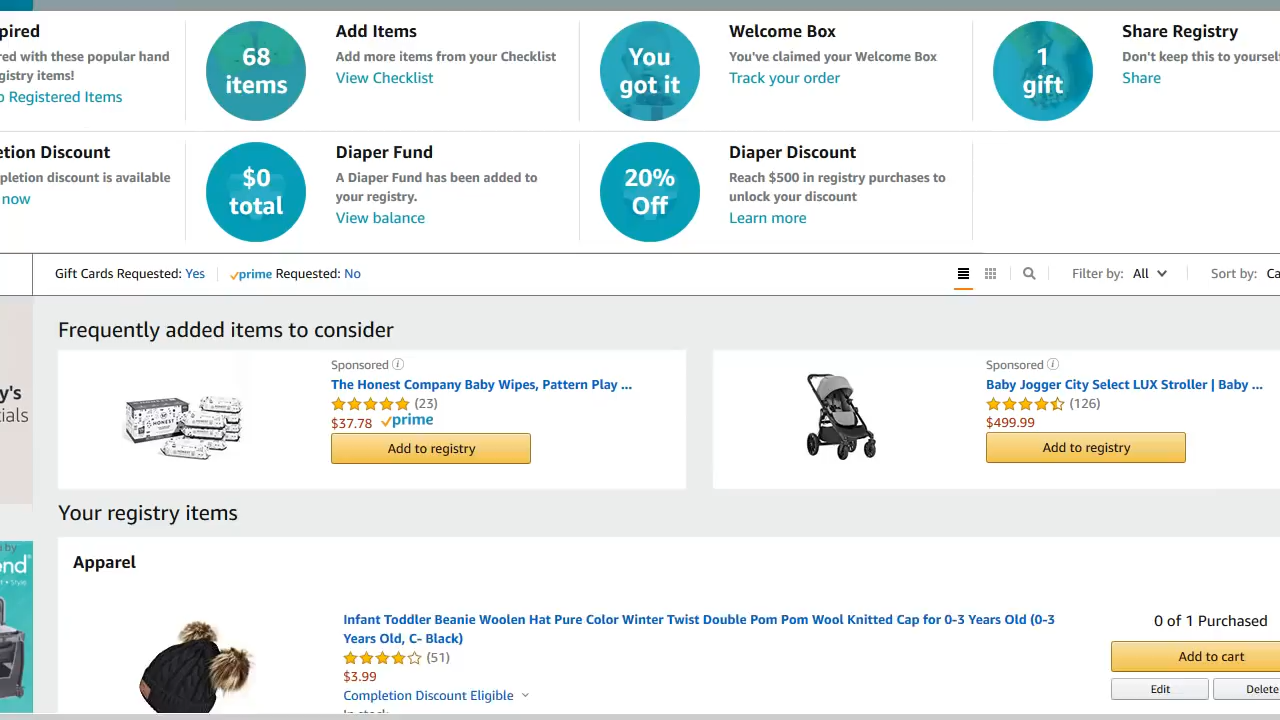 pired
red with these popular hand
gistry items!
o Registered Items
68
items
Add Items
Add more items from your Checklist
View Checklist
You
got it
Welcome Box
You've claimed your Welcome Box
Track your order
1
gift
Share Registry
Don't keep this to yourself
Share
etion Discount
pletion discount is available
now
$0
total
Diaper Fund
A Diaper Fund has been added to
your registry.
View balance
20%
Off
Diaper Discount
Reach $500 in registry purchases to
unlock your discount
Learn more
Gift Cards Requested: Yes
prime Requested: No
Filter by: All
Sort by: Ca
Frequently added items to consider
y's
ials
Sponsored
The Honest Company Baby Wipes, Pattern Play ...
(23)
$37.78 prime
Add to registry
HONEST
Sponsored
Baby Jogger City Select LUX Stroller | Baby ...
(126)
$499.99
Add to registry
Your registry items
d by
end
• Style
Apparel
Infant Toddler Beanie Woolen Hat Pure Color Winter Twist Double Pom Pom Wool Knitted Cap for 0-3 Years Old (0-3
Years Old, C- Black)
(51)
$3.99
Completion Discount Eligible
In stock
0 of 1 Purchased
Add to cart
Edit
Delete